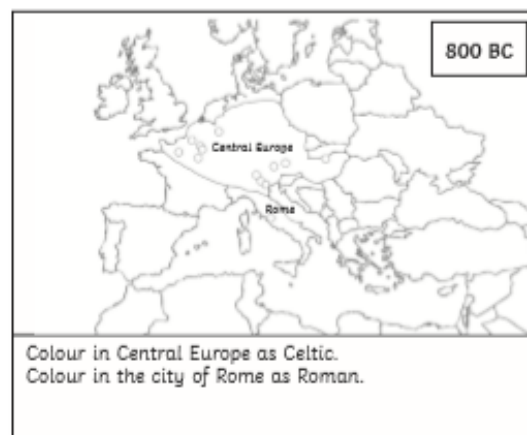 800 BC
Central Europe
Rome
Colour in Central Europe as Celtic.
Colour in the city of Rome as Roman.